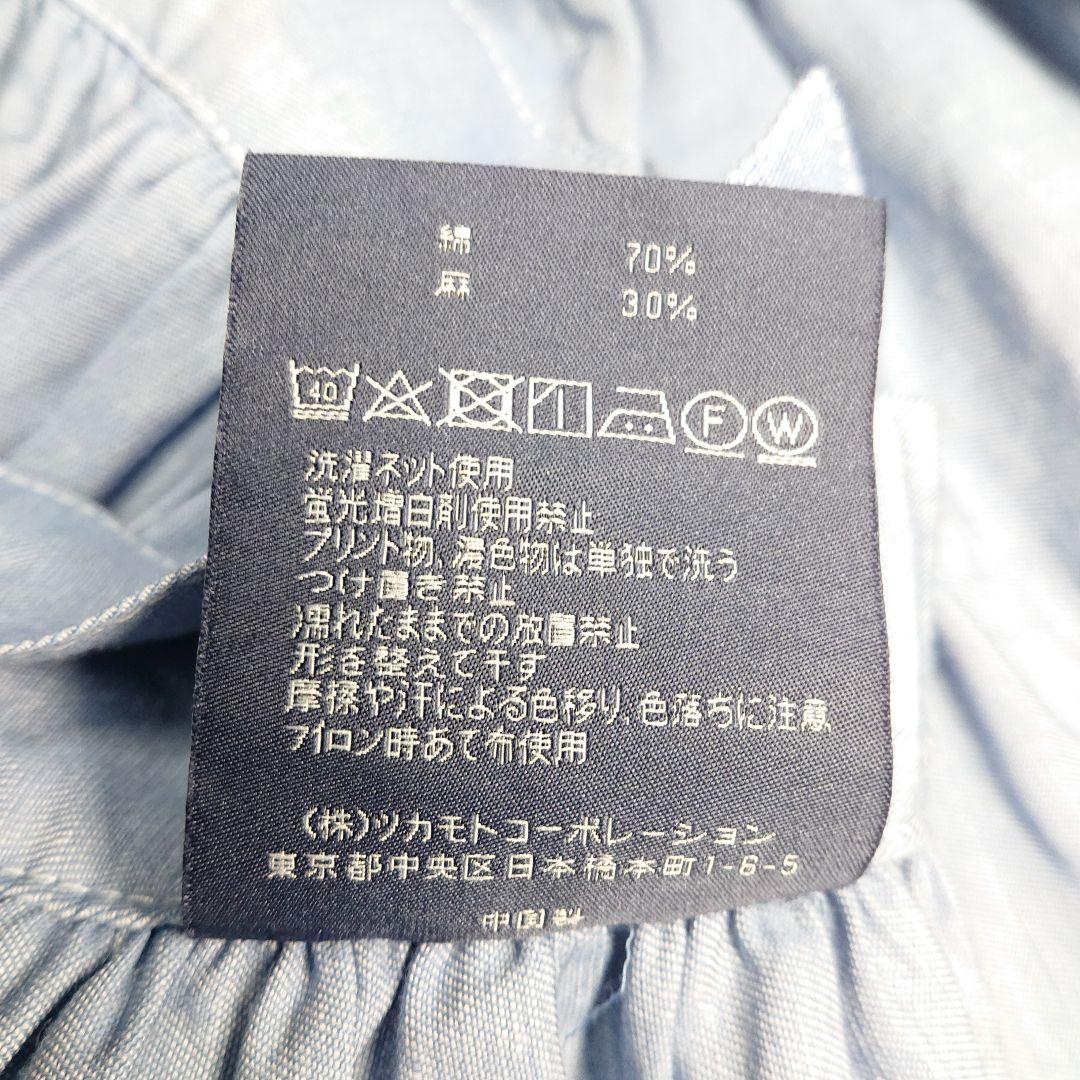 綿 70%
麻 30%
40 F W
洗濯ネット使用
蛍光増白剤使用禁止
プリント物、濃色物は単独で洗う
つけ置き禁止
濡れたままでの放置禁止
形を整えて干す
摩擦や汗による色移り、色落ちに注意
アイロン時あて布使用
(株)ツカモトコーポレーション
東京都中央区日本橋本町1-6-5
中国製